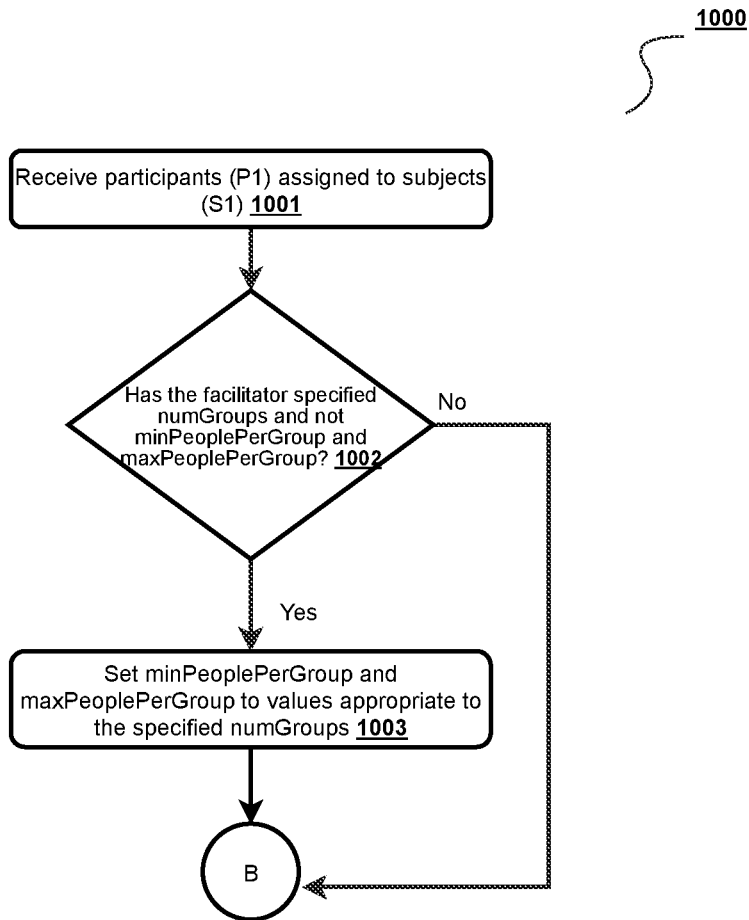 1000
Receive participants (P1) assigned to subjects
(S1) 1001
Has the facilitator specified
numGroups and not
minPeoplePerGroup and
maxPeoplePerGroup? 1002
No
Yes
Set minPeoplePerGroup and
maxPeoplePerGroup to values appropriate to
the specified numGroups 1003
B